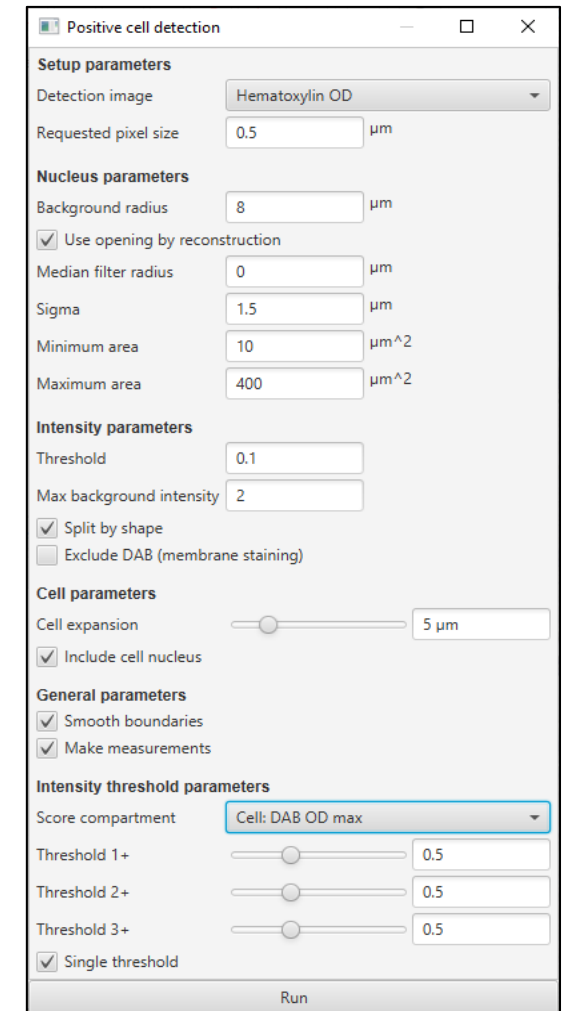 Positive cell detection
Setup parameters
Detection image Hematoxylin OD
Requested pixel size 0.5 µm
Nucleus parameters
Background radius 8 µm
Use opening by reconstruction
Median filter radius 0 µm
Sigma 1.5 µm
Minimum area 10 µm^2
Maximum area 400 µm^2
Intensity parameters
Threshold 0.1
Max background intensity 2
Split by shape
Exclude DAB (membrane staining)
Cell parameters
Cell expansion 5 µm
Include cell nucleus
General parameters
Smooth boundaries
Make measurements
Intensity threshold parameters
Score compartment Cell: DAB OD max
Threshold 1+ 0.5
Threshold 2+ 0.5
Threshold 3+ 0.5
Single threshold
Run